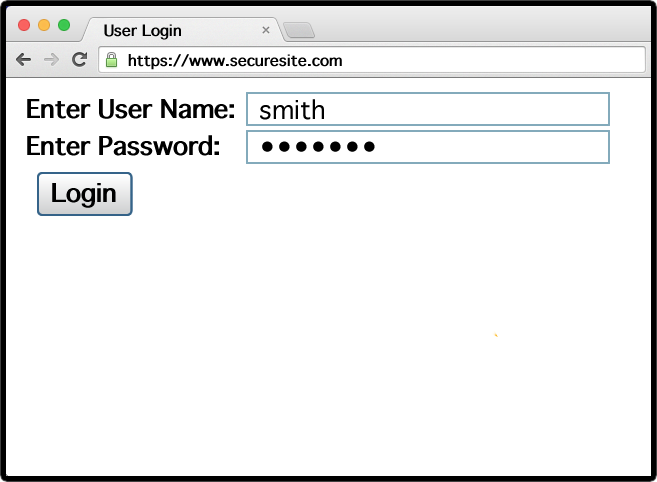 User Login
https://www.securesite.com
Enter User Name: smith
Enter Password: •••••••
Login